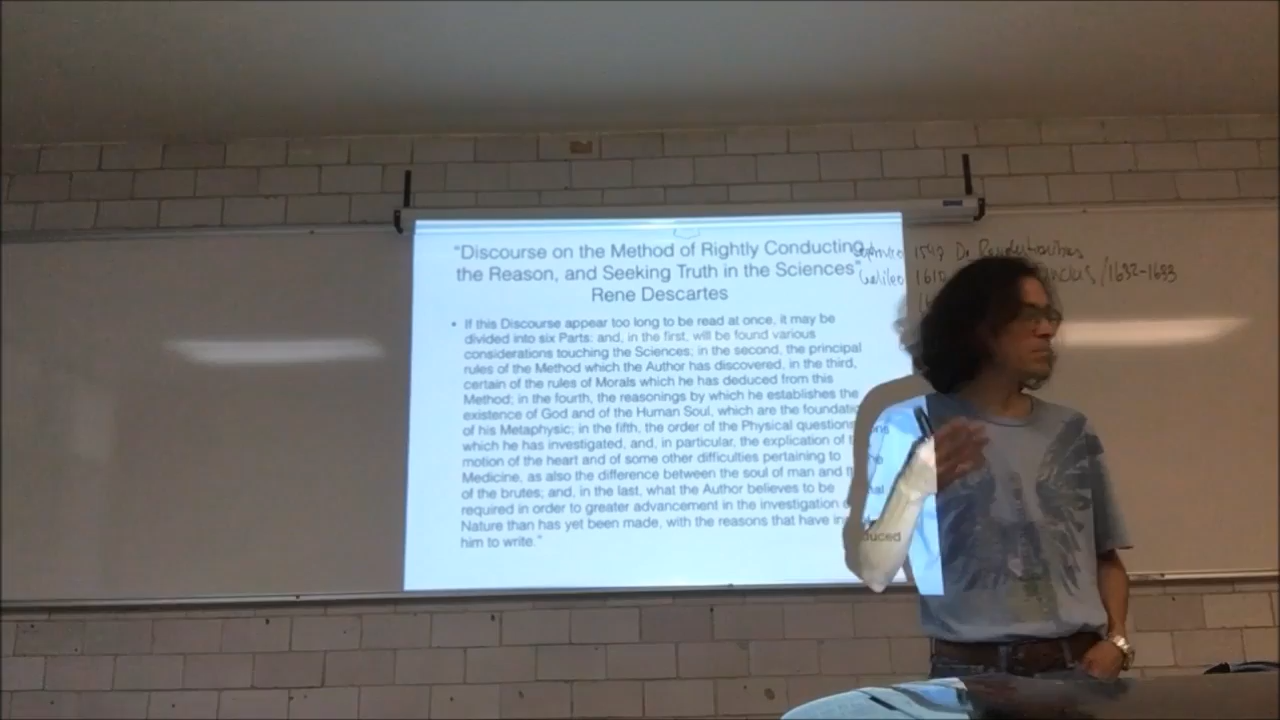 "Discourse on the Method of Rightly Conducting
the Reason, and Seeking Truth in the Sciences"
Rene Descartes
• If this Discourse appear too long to be read at once, it may be
divided into six Parts: and, in the first, will be found various
considerations touching the Sciences; in the second, the principal
rules of the Method which the Author has discovered, in the third,
certain of the rules of Morals which he has deduced from this
Method; in the fourth, the reasonings by which he establishes the
existence of God and of the Human Soul, which are the foundatio ons
of his Metaphysic; in the fifth, the order of the Physical questions
which he has investigated, and, in particular, the explication of t he
motion of the heart and of some other difficulties pertaining to
Medicine, as also the difference between the soul of man and t hat
of the brutes; and, in the last, what the Author believes to be
required in order to greater advancement in the investigation o
Nature than has yet been made, with the reasons that have in duced
him to write."
De Revolutionibus
Galileo 1610 /1632-1633